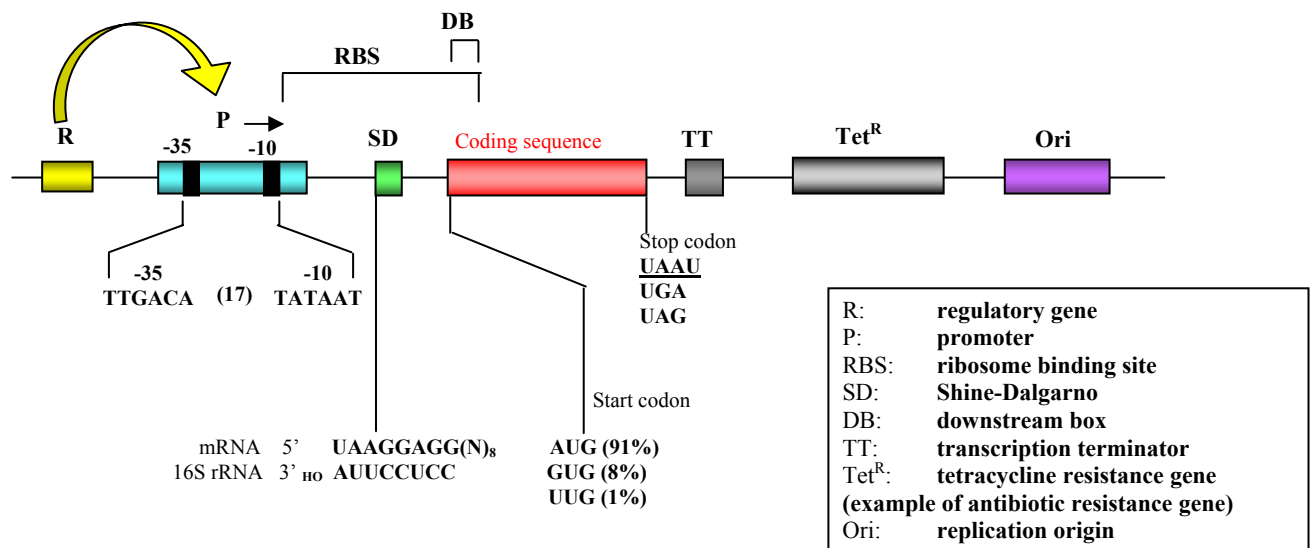 DB
RBS
P
R
-35
-10
SD
Coding sequence
TT
Tet^R
Ori
-35
TTGACA
(17)
-10
TATAAT
Stop codon
UAAU
UGA
UAG
Start codon
mRNA 5’ UAAGGAGG(N)₈
16S rRNA 3’ HO AUUCCUCC
AUG (91%)
GUG (8%)
UUG (1%)
R: regulatory gene
P: promoter
RBS: ribosome binding site
SD: Shine-Dalgarno
DB: downstream box
TT: transcription terminator
Tet^R: tetracycline resistance gene
(example of antibiotic resistance gene)
Ori: replication origin